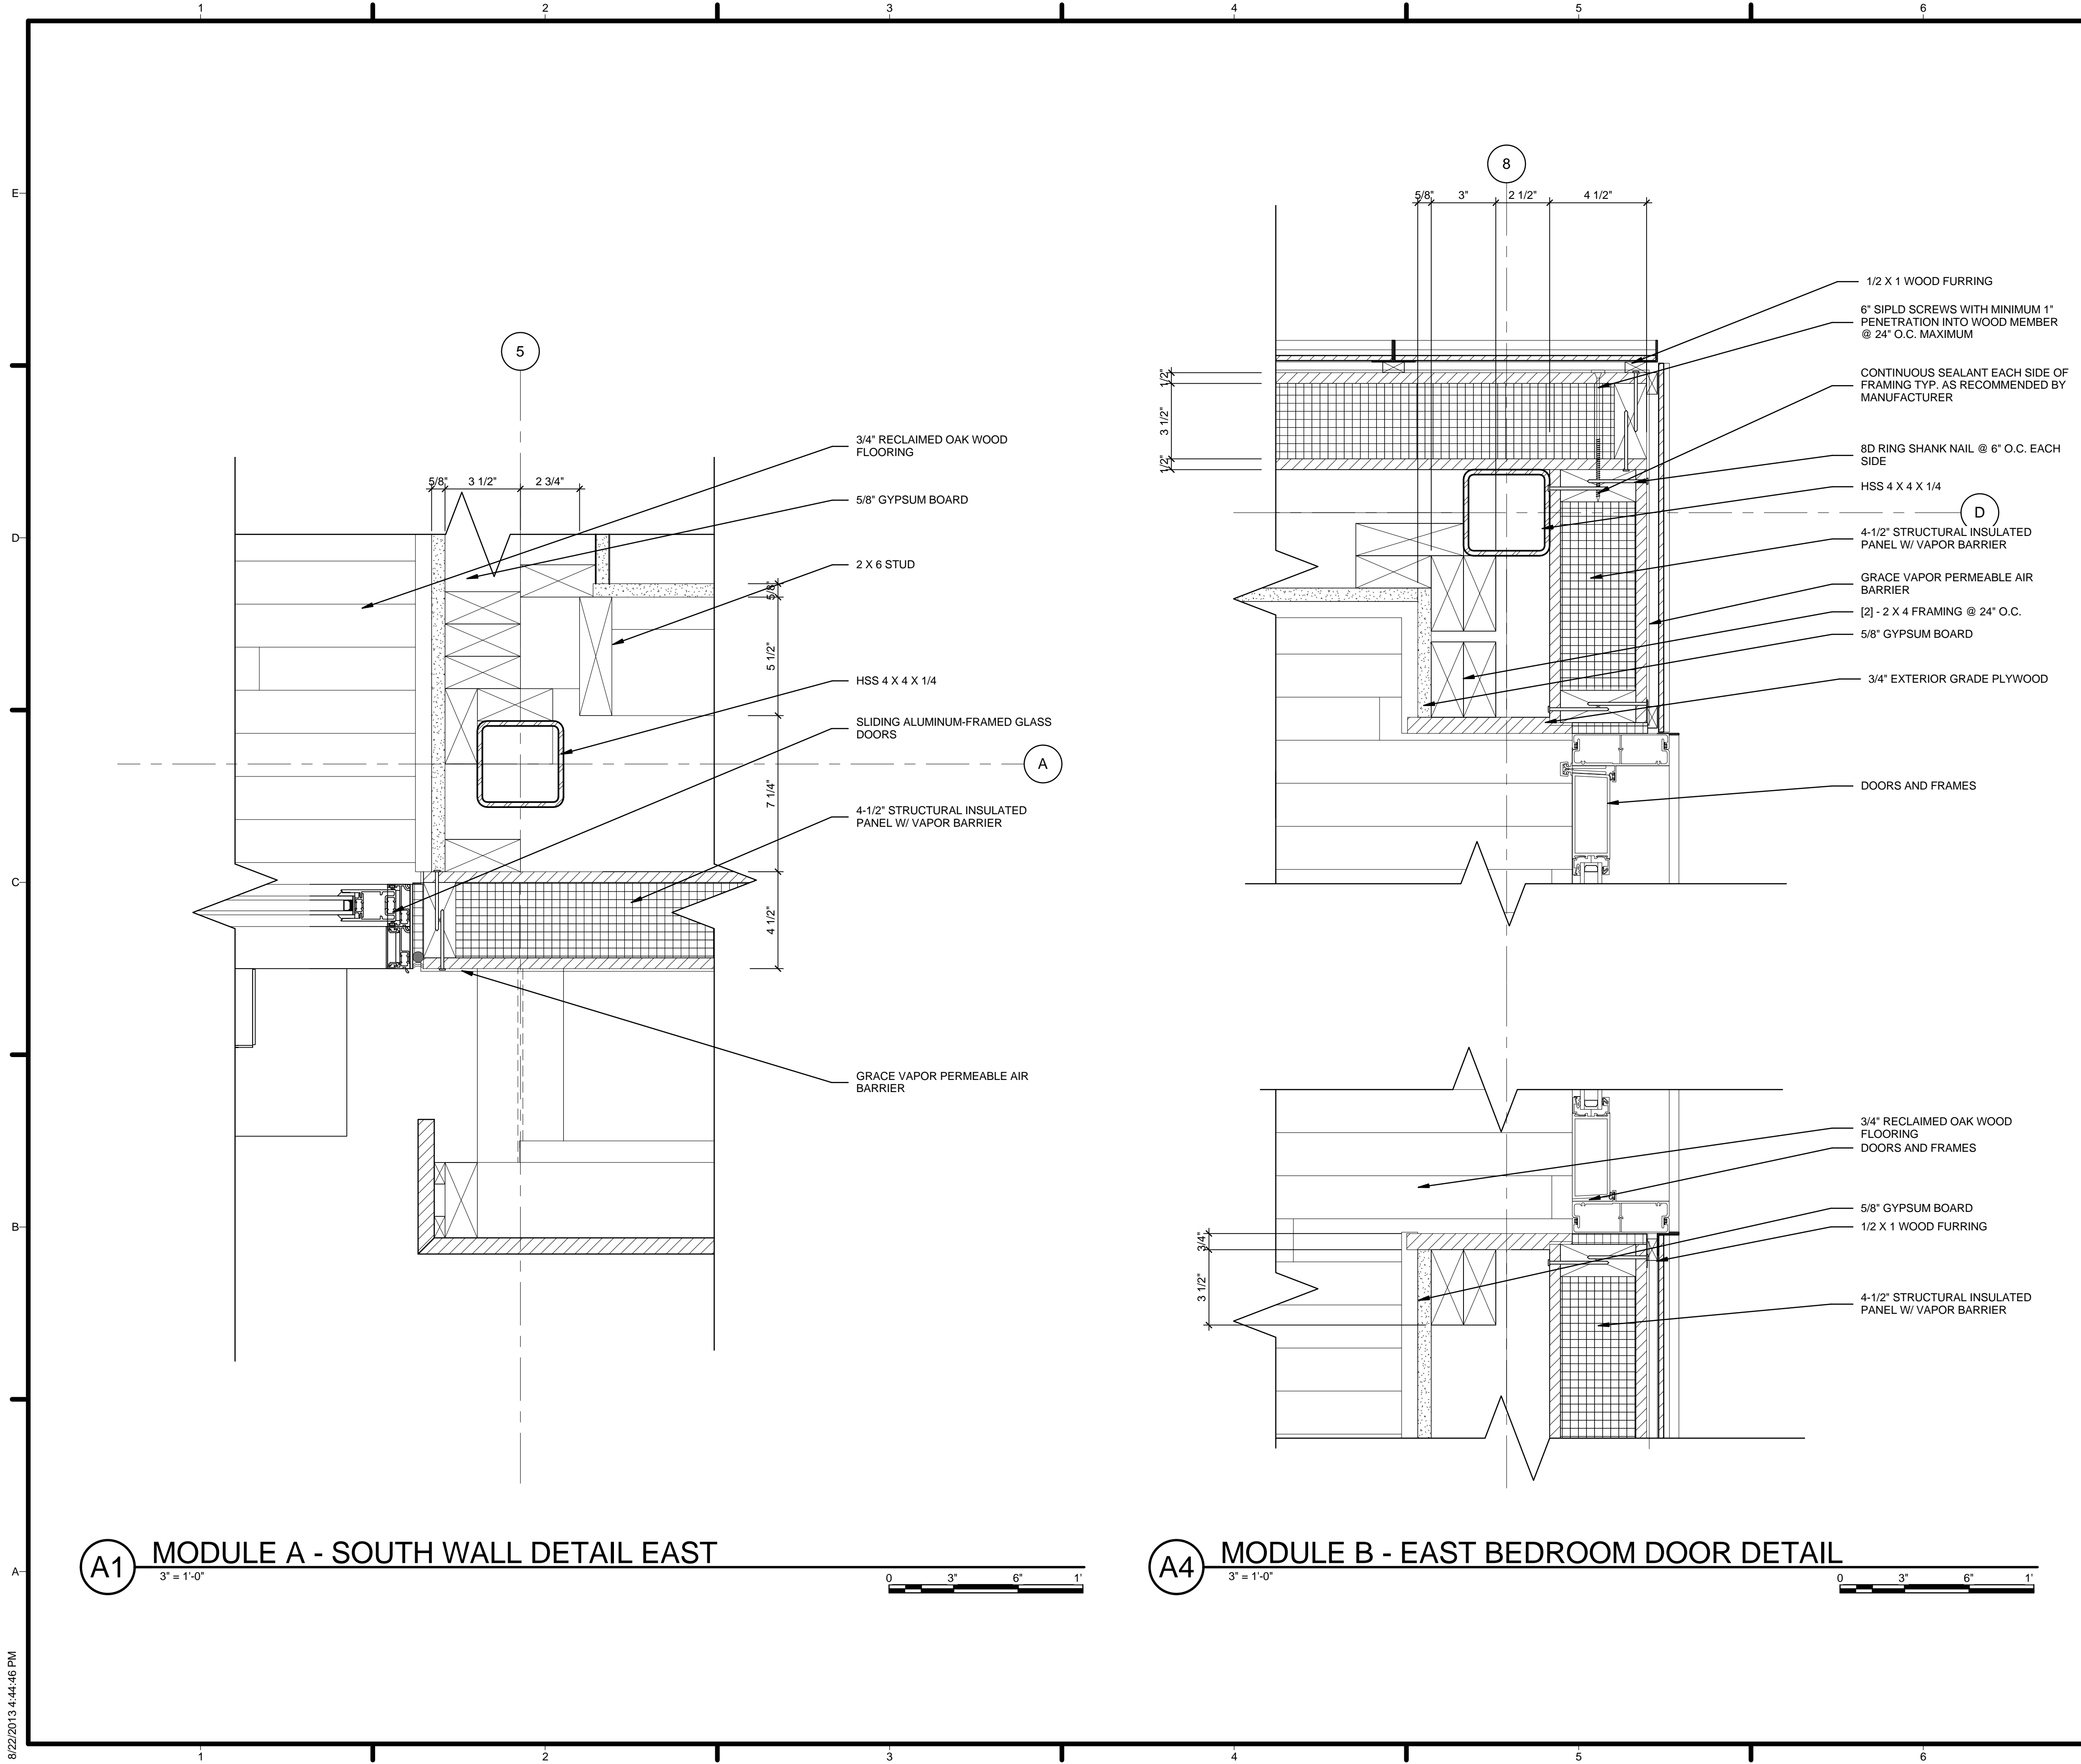 1 2 3 4 5 6
E
D
C
B
A
5
5/8" 3 1/2" 2 3/4"
3/4" RECLAIMED OAK WOOD
FLOORING
5/8" GYPSUM BOARD
2 X 6 STUD
HSS 4 X 4 X 1/4
SLIDING ALUMINUM-FRAMED GLASS
DOORS
4-1/2" STRUCTURAL INSULATED
PANEL W/ VAPOR BARRIER
GRACE VAPOR PERMEABLE AIR
BARRIER
5/8"
5 1/2"
7 1/4"
4 1/2"
A
A1
MODULE A - SOUTH WALL DETAIL EAST
3" = 1'-0"
0 3" 6" 1'
8
5/8" 3" 2 1/2" 4 1/2"
1/2"
3 1/2"
1/2"
1/2 X 1 WOOD FURRING
6" SIPLD SCREWS WITH MINIMUM 1"
PENETRATION INTO WOOD MEMBER
@ 24" O.C. MAXIMUM
CONTINUOUS SEALANT EACH SIDE OF
FRAMING TYP. AS RECOMMENDED BY
MANUFACTURER
8D RING SHANK NAIL @ 6" O.C. EACH
SIDE
HSS 4 X 4 X 1/4
D
4-1/2" STRUCTURAL INSULATED
PANEL W/ VAPOR BARRIER
GRACE VAPOR PERMEABLE AIR
BARRIER
[2] - 2 X 4 FRAMING @ 24" O.C.
5/8" GYPSUM BOARD
3/4" EXTERIOR GRADE PLYWOOD
DOORS AND FRAMES
3/4" RECLAIMED OAK WOOD
FLOORING
DOORS AND FRAMES
5/8" GYPSUM BOARD
1/2 X 1 WOOD FURRING
4-1/2" STRUCTURAL INSULATED
PANEL W/ VAPOR BARRIER
3/4"
3 1/2"
A4
MODULE B - EAST BEDROOM DOOR DETAIL
3" = 1'-0"
0 3" 6" 1'
8/22/2013 4:44:46 PM
1 2 3 4 5 6